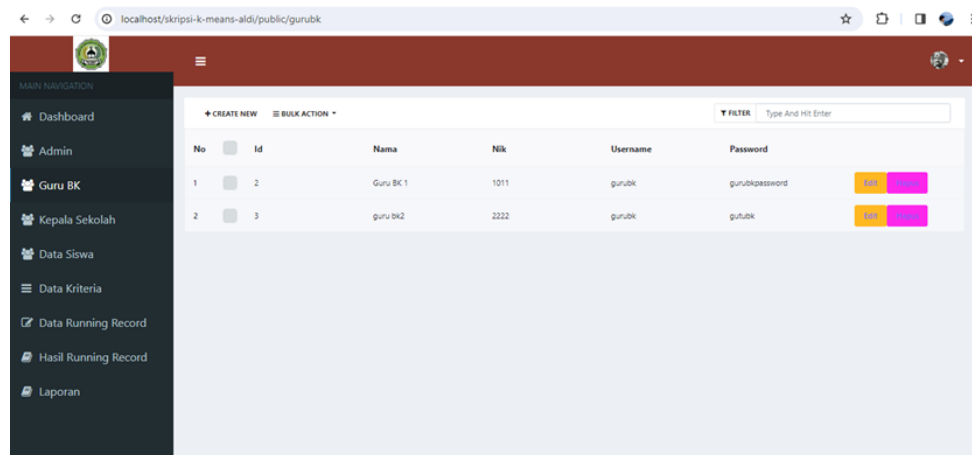 localhost/skripsi-k-means-aldi/public/gurubk
MAIN NAVIGATION
Dashboard
Admin
Guru BK
Kepala Sekolah
Data Siswa
Data Kriteria
Data Running Record
Hasil Running Record
Laporan
CREATE NEW BULK ACTION FILTER Type And Hit Enter
No Id Nama Nik Username Password
1 2 Guru BK 1 1011 gurubk gurubkpassword Edit
2 3 guru bk2 2222 gurubk gutubk Edit